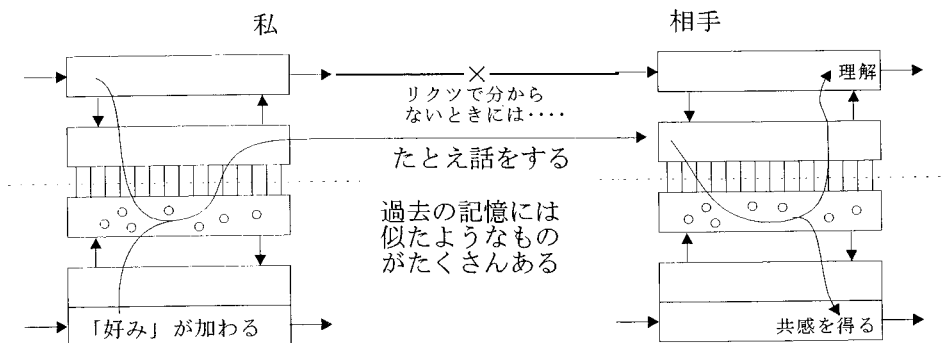 私
相手
理解
リクツで分から
ないときには‥‥
たとえ話をする
過去の記憶には
似たようなもの
がたくさんある
「好み」が加わる
共感を得る